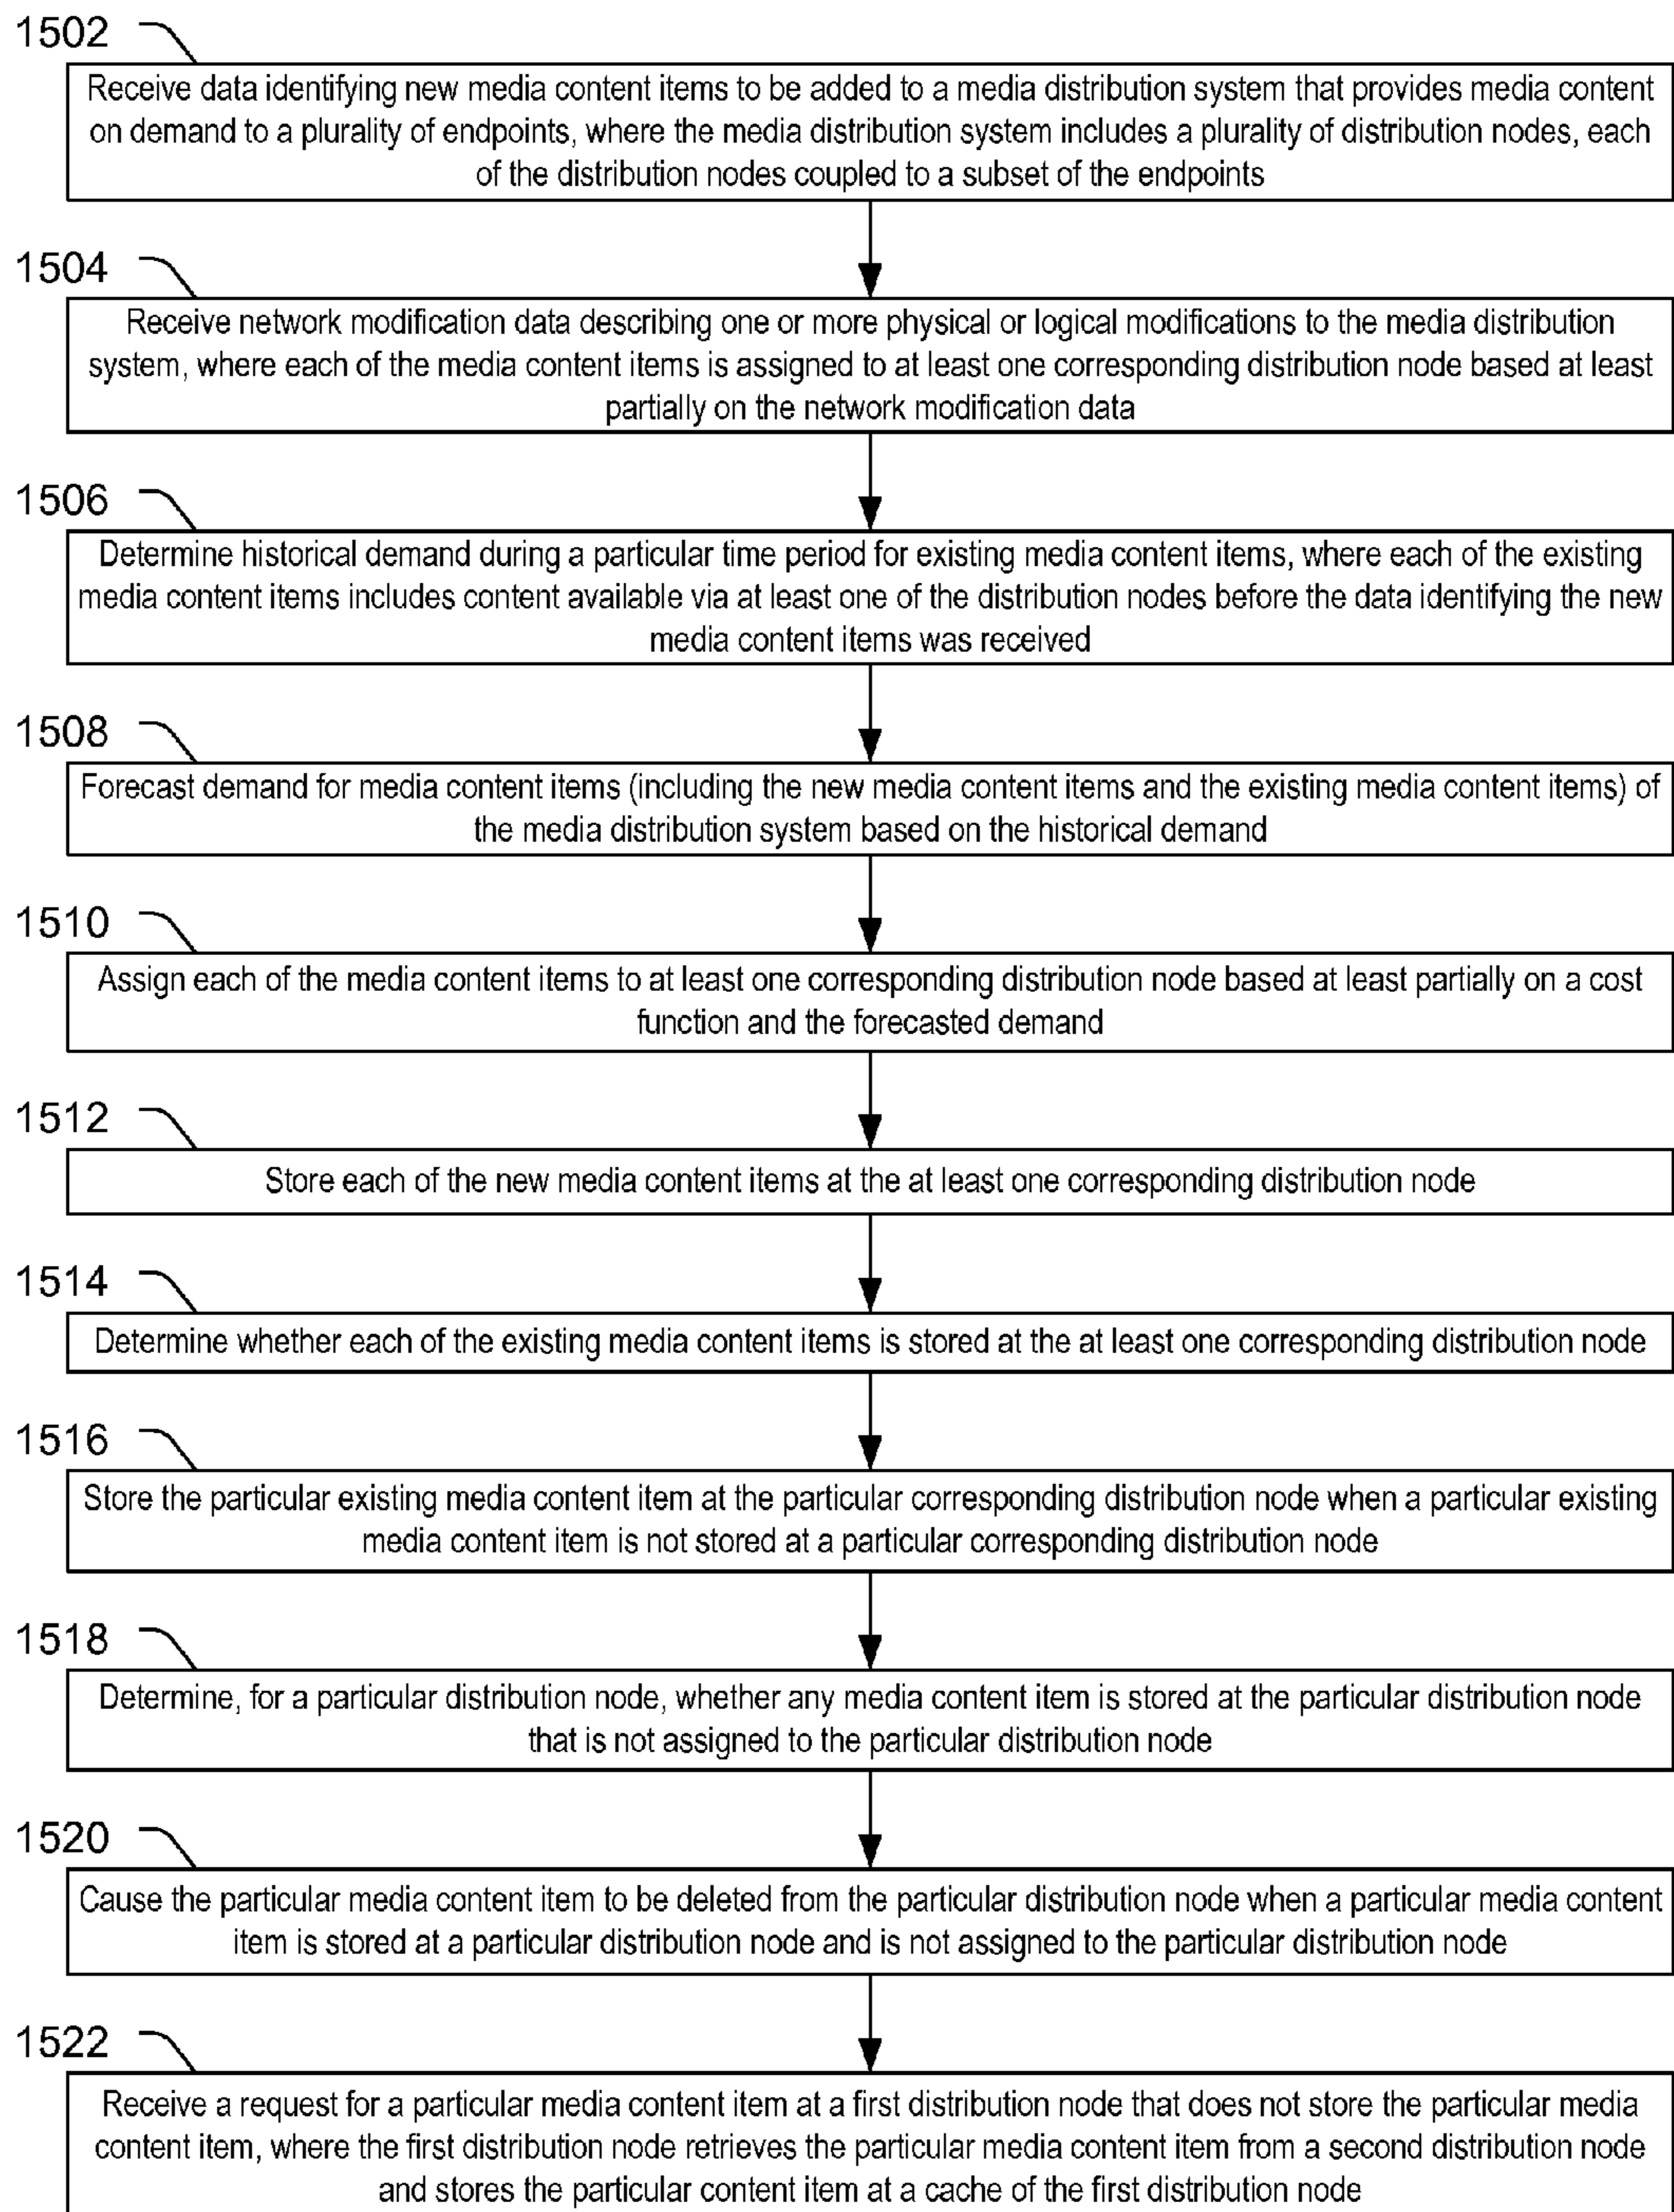 1502
Receive data identifying new media content items to be added to a media distribution system that provides media content
on demand to a plurality of endpoints, where the media distribution system includes a plurality of distribution nodes, each
of the distribution nodes coupled to a subset of the endpoints
1504
Receive network modification data describing one or more physical or logical modifications to the media distribution
system, where each of the media content items is assigned to at least one corresponding distribution node based at least
partially on the network modification data
1506
Determine historical demand during a particular time period for existing media content items, where each of the existing
media content items includes content available via at least one of the distribution nodes before the data identifying the new
media content items was received
1508
Forecast demand for media content items (including the new media content items and the existing media content items) of
the media distribution system based on the historical demand
1510
Assign each of the media content items to at least one corresponding distribution node based at least partially on a cost
function and the forecasted demand
1512
Store each of the new media content items at the at least one corresponding distribution node
1514
Determine whether each of the existing media content items is stored at the at least one corresponding distribution node
1516
Store the particular existing media content item at the particular corresponding distribution node when a particular existing
media content item is not stored at a particular corresponding distribution node
1518
Determine, for a particular distribution node, whether any media content item is stored at the particular distribution node
that is not assigned to the particular distribution node
1520
Cause the particular media content item to be deleted from the particular distribution node when a particular media content
item is stored at a particular distribution node and is not assigned to the particular distribution node
1522
Receive a request for a particular media content item at a first distribution node that does not store the particular media
content item, where the first distribution node retrieves the particular media content item from a second distribution node
and stores the particular content item at a cache of the first distribution node